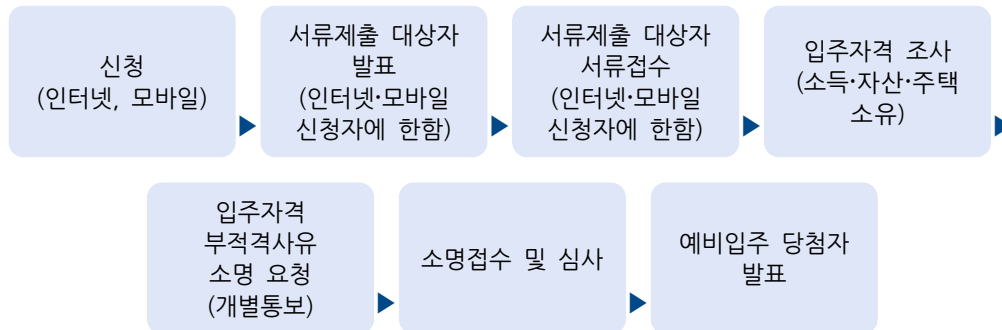 신청
(인터넷, 모바일)
서류제출 대상자
발표
(인터넷·모바일
신청자에 한함)
서류제출 대상자
서류접수
(인터넷·모바일
신청자에 한함)
입주자격 조사
(소득·자산·주택
소유)
입주자격
부적격사유
소명 요청
(개별통보)
소명접수 및 심사
예비입주 당첨자
발표